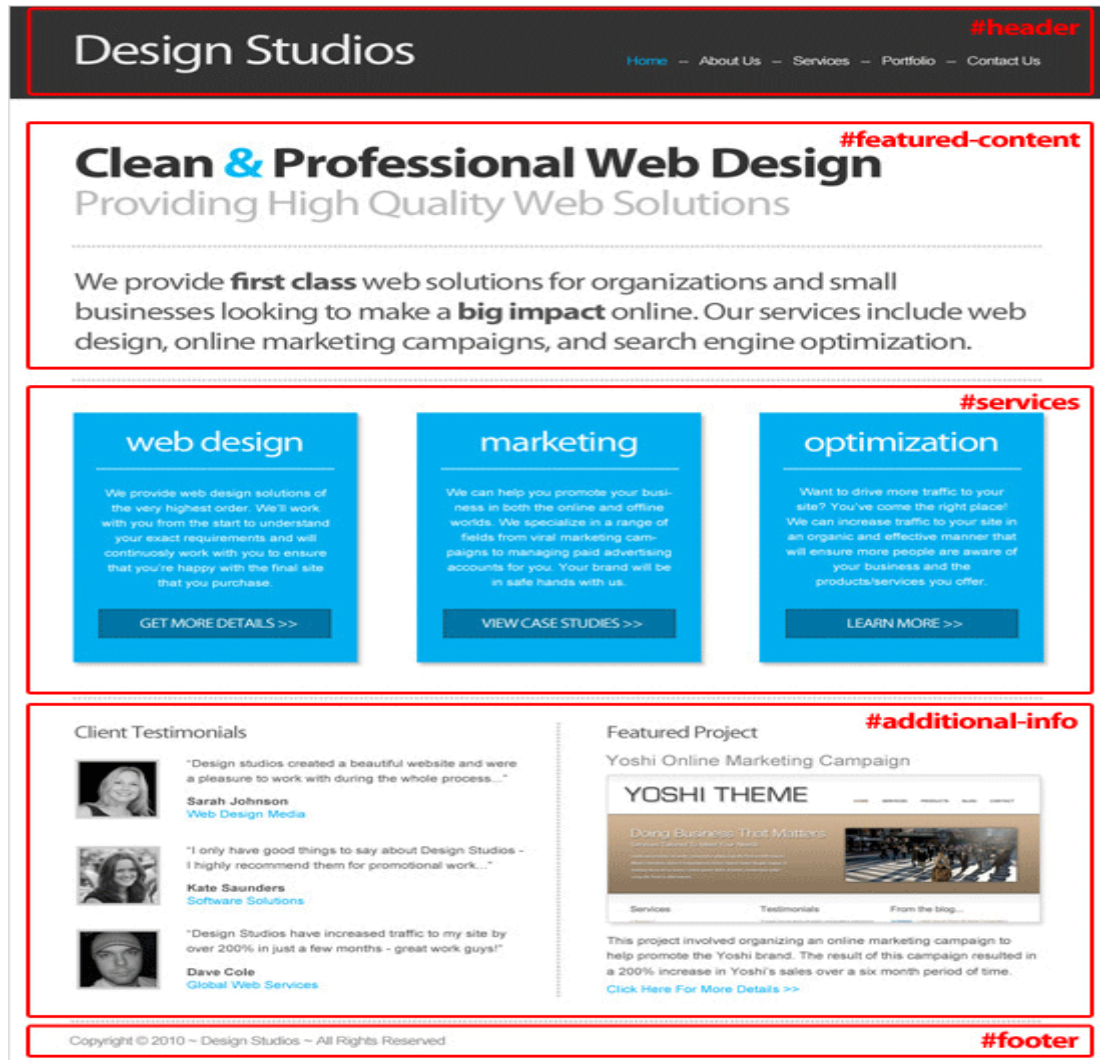 #header
Design Studios
Home – About Us – Services – Portfolio – Contact Us
#featured-content
Clean & Professional Web Design
Providing High Quality Web Solutions
We provide first class web solutions for organizations and small
businesses looking to make a big impact online. Our services include web
design, online marketing campaigns, and search engine optimization.
#services
web design
We provide web design solutions of
the very highest order. We'll work
with you from the start to understand
your exact requirements and will
continuosly work with you to ensure
that you're happy with the final site
that you purchase.
GET MORE DETAILS >>
marketing
We can help you promote your busi-
ness in both the online and offline
worlds. We specialize in a range of
fields from viral marketing cam-
paigns to managing paid advertising
accounts for you. Your brand will be
in safe hands with us.
VIEW CASE STUDIES >>
optimization
Want to drive more traffic to your
site? You've come the right place!
We can increase traffic to your site in
an organic and effective manner that
will ensure more people are aware of
your business and the
products/services you offer.
LEARN MORE >>
#additional-info
Client Testimonials
"Design studios created a beautiful website and were
a pleasure to work with during the whole process..."
Sarah Johnson
Web Design Media
"I only have good things to say about Design Studios -
I highly recommend them for promotional work..."
Kate Saunders
Software Solutions
"Design Studios have increased traffic to my site by
over 200% in just a few months - great work guys!"
Dave Cole
Global Web Services
Featured Project
Yoshi Online Marketing Campaign
YOSHI THEME
HOME SERVICES PRODUCTS BLOG CONTACT
Doing Business That Matters
Services Tailored To Meet Your Needs
Services Testimonials From the blog...
This project involved organizing an online marketing campaign to
help promote the Yoshi brand. The result of this campaign resulted in
a 200% increase in Yoshi's sales over a six month period of time.
Click Here For More Details >>
Copyright © 2010 ~ Design Studios ~ All Rights Reserved
#footer